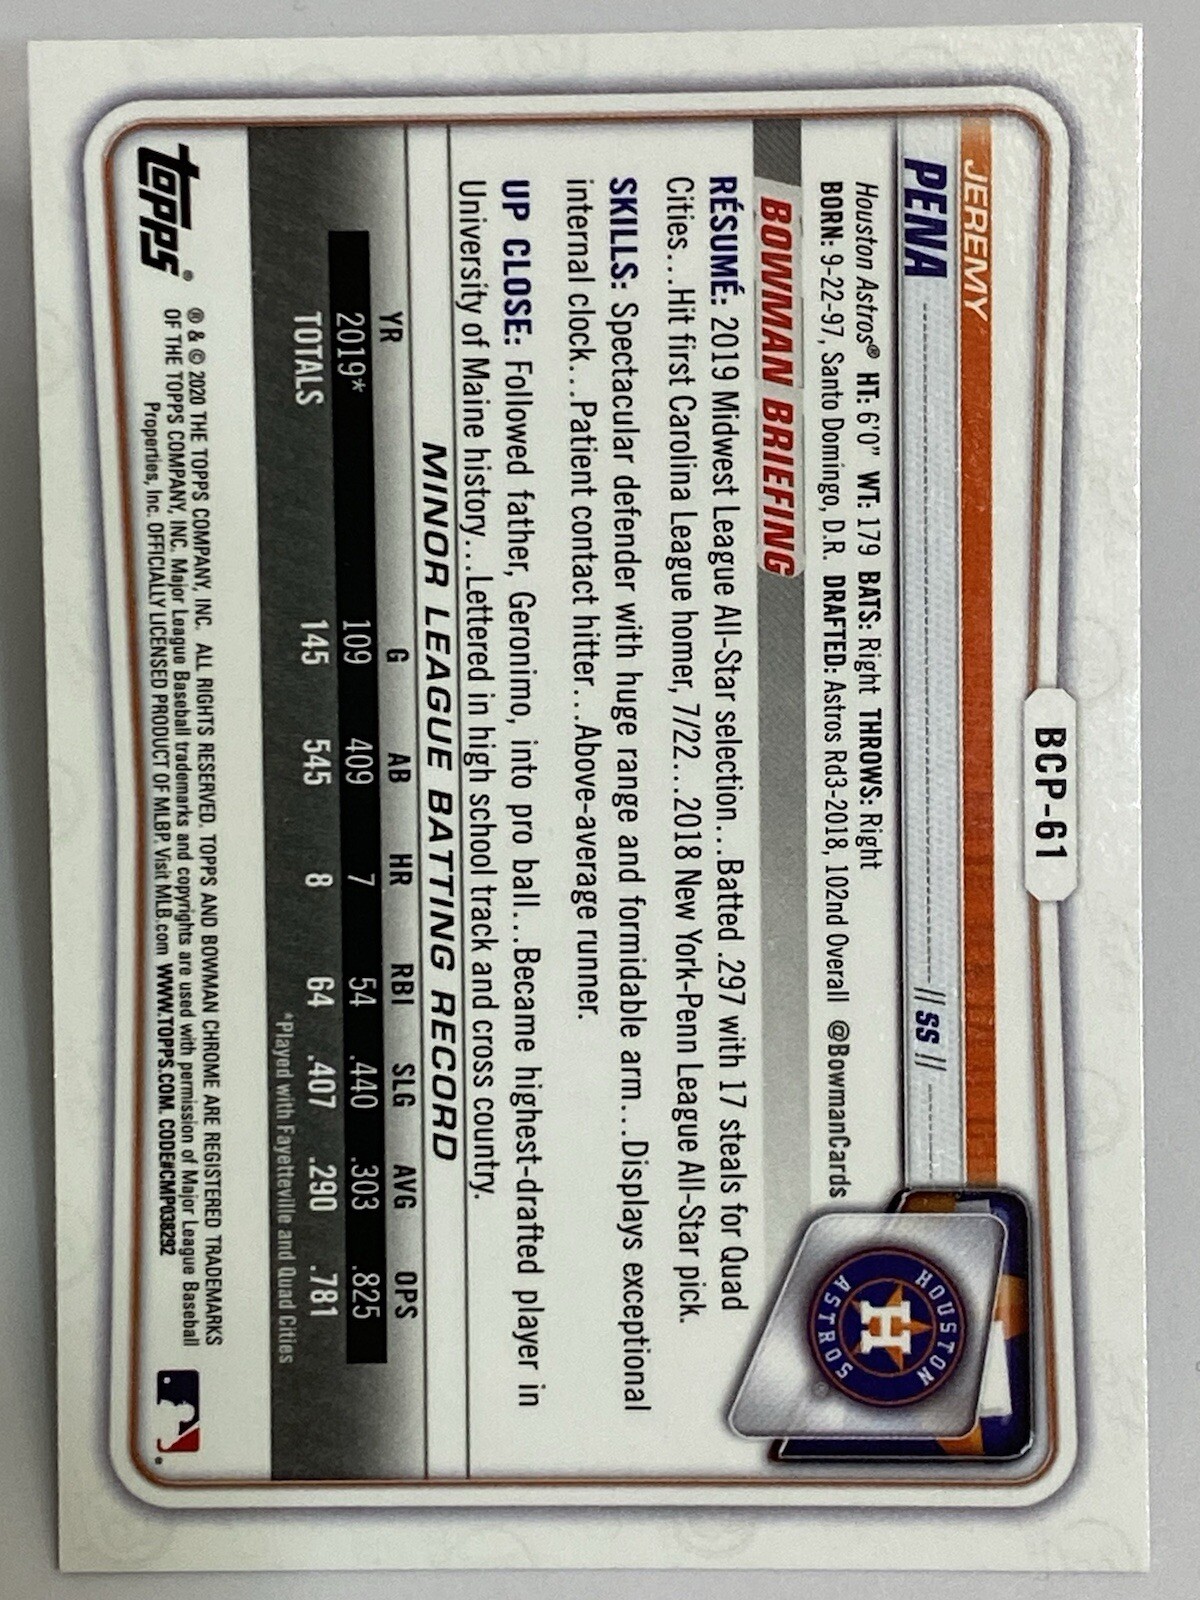 BCP-61
JEREMY
PENA
|| SS ||
Houston Astros® HT: 6'0" WT: 179 BATS: Right THROWS: Right
BORN: 9-22-97, Santo Domingo, D.R. DRAFTED: Astros Rd3-2018, 102nd Overall @BowmanCards
HOUSTON
H
ASTROS
BOWMAN BRIEFING
RÉSUMÉ: 2019 Midwest League All-Star selection...Batted .297 with 17 steals for Quad
Cities...Hit first Carolina League homer, 7/22...2018 New York-Penn League All-Star pick.
SKILLS: Spectacular defender with huge range and formidable arm...Displays exceptional
internal clock...Patient contact hitter...Above-average runner.
UP CLOSE: Followed father, Geronimo, into pro ball...Became highest-drafted player in
University of Maine history...Lettered in high school track and cross country.
MINOR LEAGUE BATTING RECORD
YR G AB HR RBI SLG AVG OPS
2019* 109 409 7 54 .440 .303 .825
TOTALS 145 545 8 64 .407 .290 .781
*Played with Fayetteville and Quad Cities
topps®
® & © 2020 THE TOPPS COMPANY, INC. ALL RIGHTS RESERVED. TOPPS AND BOWMAN CHROME ARE REGISTERED TRADEMARKS
OF THE TOPPS COMPANY, INC. Major League Baseball trademarks and copyrights are used with permission of Major League Baseball
Properties, Inc. OFFICIALLY LICENSED PRODUCT OF MLBP. Visit MLB.com WWW.TOPPS.COM. CODE#CMP038292